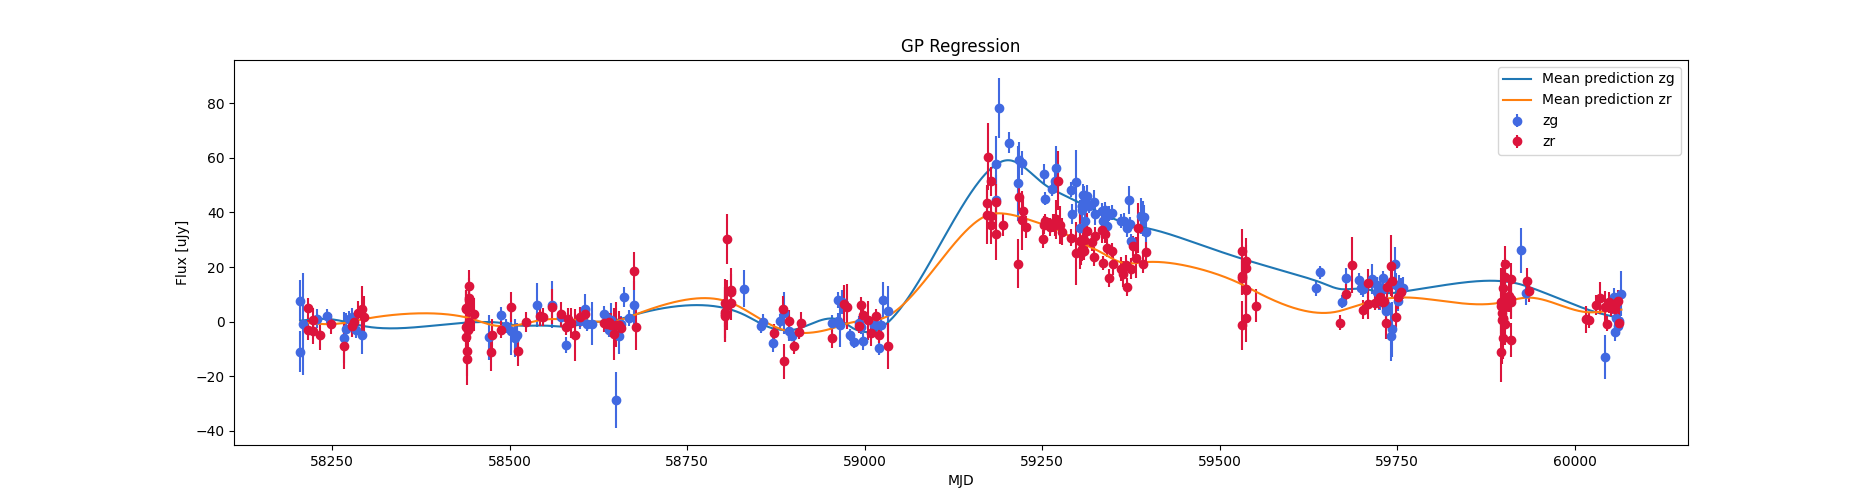 GP Regression
Flux [uJy]
80
60
40
20
0
−20
−40
58250
58500
58750
59000
59250
59500
59750
60000
MJD
Mean prediction zg
Mean prediction zr
zg
zr